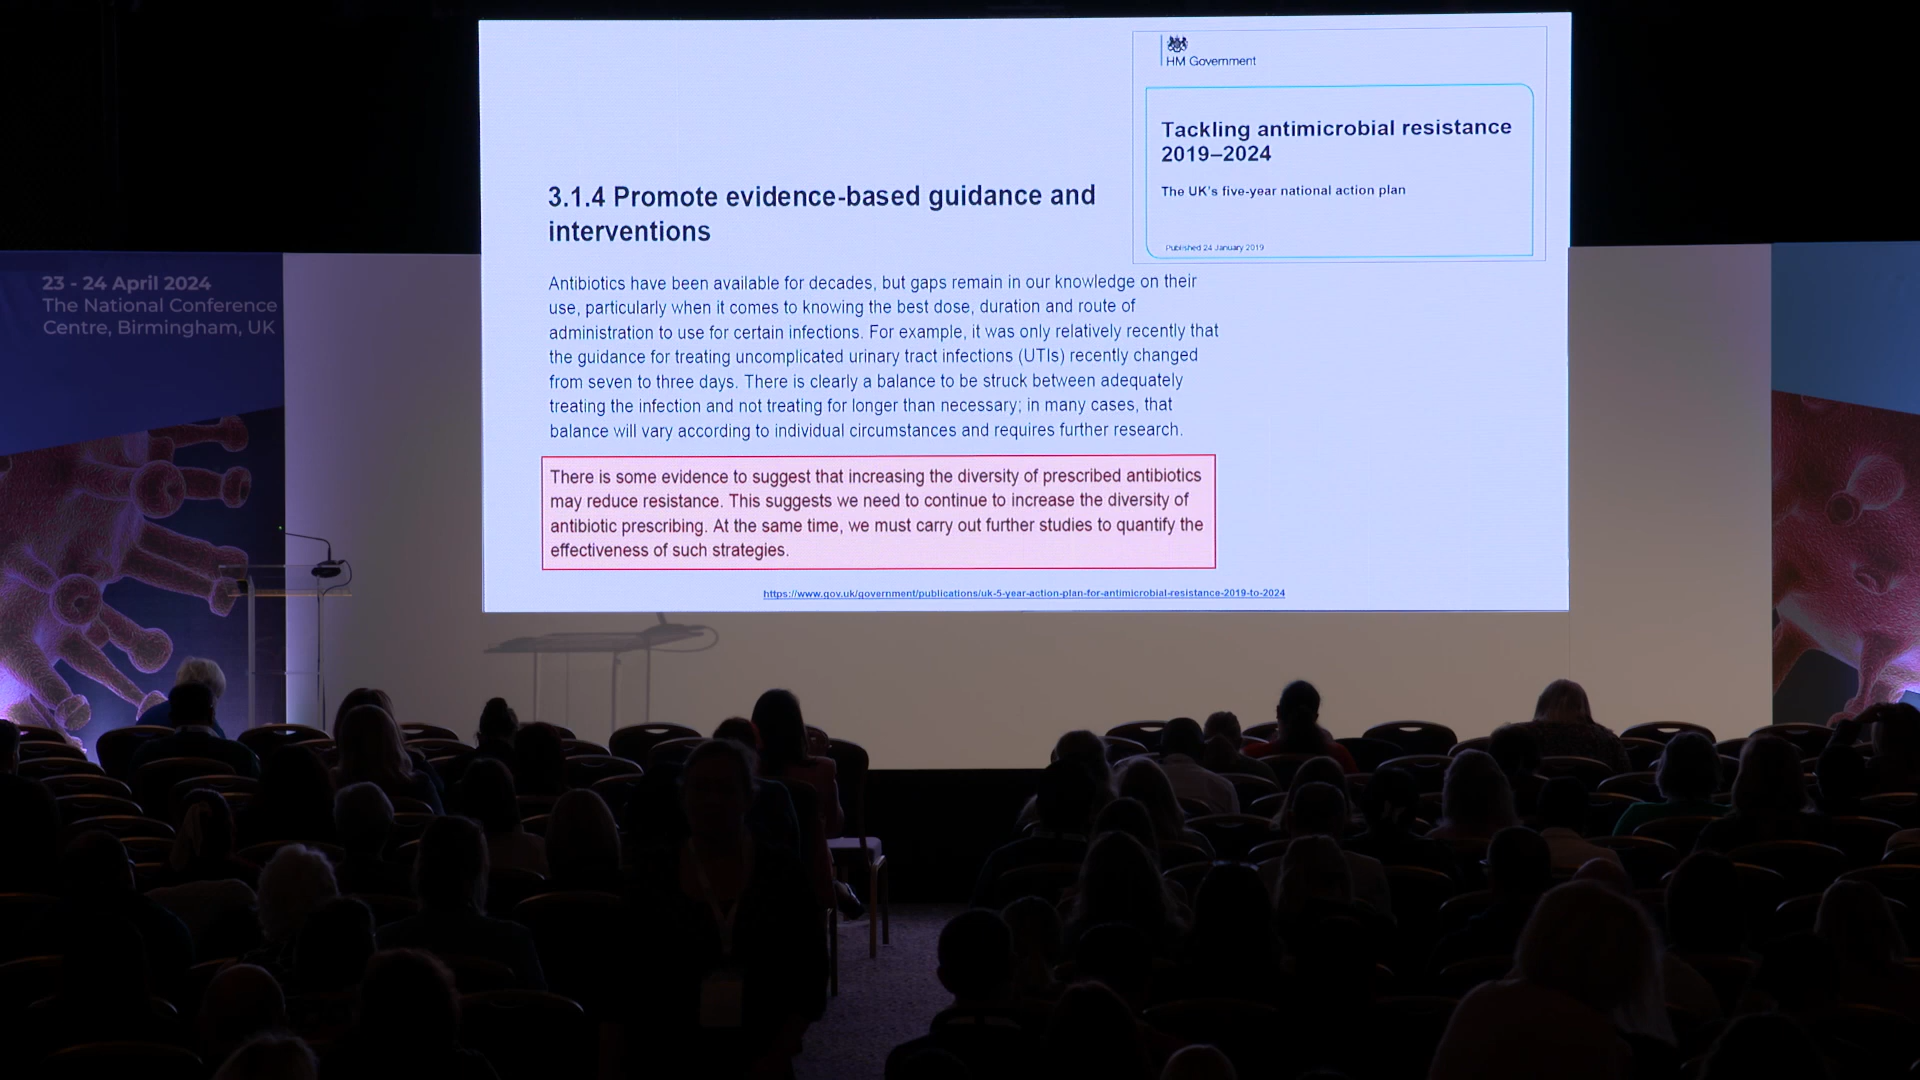 HM Government
Tackling antimicrobial resistance
2019–2024
The UK's five-year national action plan
Published 24 January 2019
3.1.4 Promote evidence-based guidance and
interventions
Antibiotics have been available for decades, but gaps remain in our knowledge on their
use, particularly when it comes to knowing the best dose, duration and route of
administration to use for certain infections. For example, it was only relatively recently that
the guidance for treating uncomplicated urinary tract infections (UTIs) recently changed
from seven to three days. There is clearly a balance to be struck between adequately
treating the infection and not treating for longer than necessary; in many cases, that
balance will vary according to individual circumstances and requires further research.
There is some evidence to suggest that increasing the diversity of prescribed antibiotics
may reduce resistance. This suggests we need to continue to increase the diversity of
antibiotic prescribing. At the same time, we must carry out further studies to quantify the
effectiveness of such strategies.
https://www.gov.uk/government/publications/uk-5-year-action-plan-for-antimicrobial-resistance-2019-to-2024
23 - 24 April 2024
The National Conference
Centre, Birmingham, UK